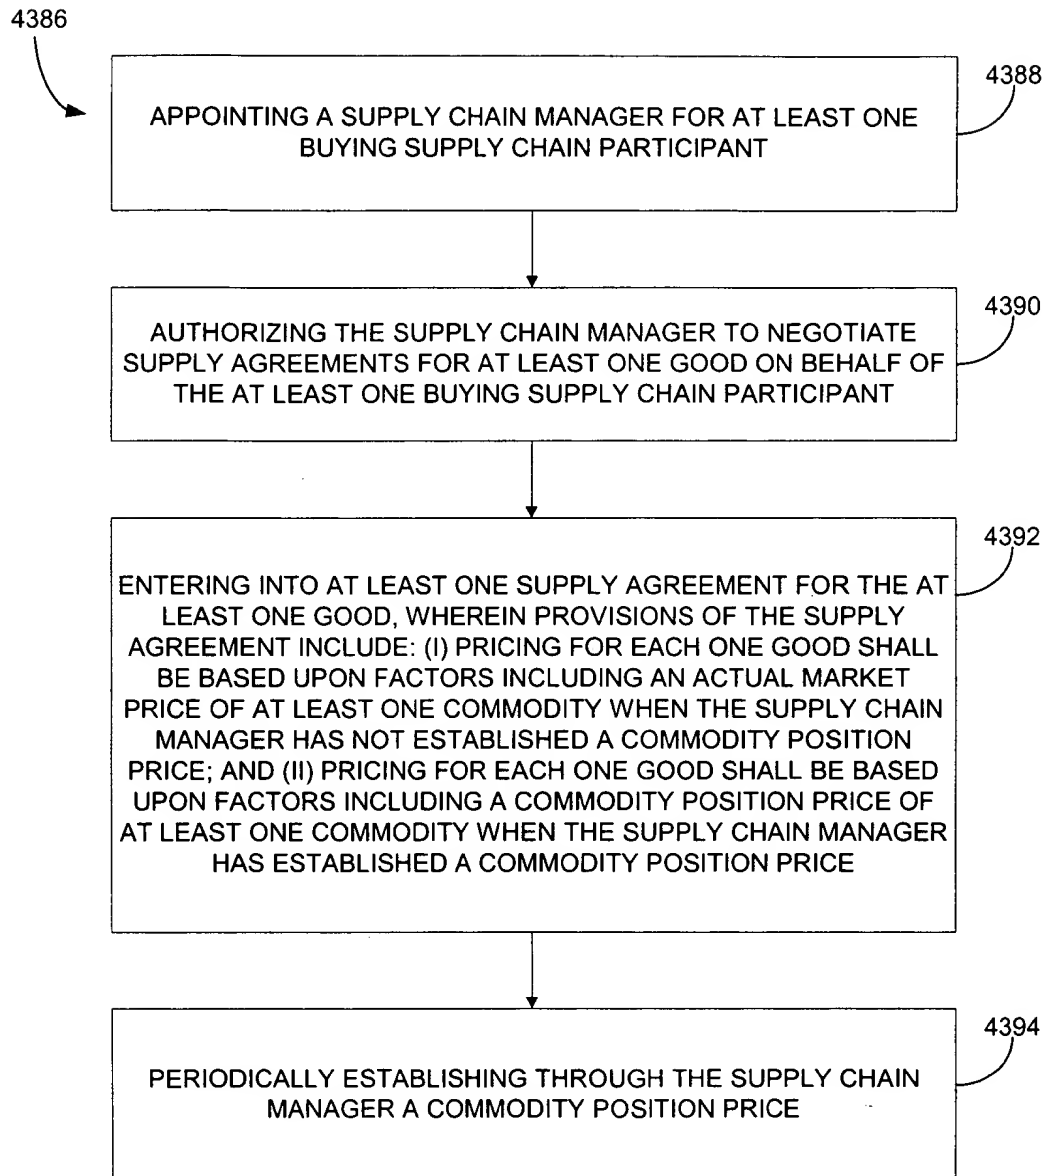 4386
4388
APPOINTING A SUPPLY CHAIN MANAGER FOR AT LEAST ONE
BUYING SUPPLY CHAIN PARTICIPANT
4390
AUTHORIZING THE SUPPLY CHAIN MANAGER TO NEGOTIATE
SUPPLY AGREEMENTS FOR AT LEAST ONE GOOD ON BEHALF OF
THE AT LEAST ONE BUYING SUPPLY CHAIN PARTICIPANT
4392
ENTERING INTO AT LEAST ONE SUPPLY AGREEMENT FOR THE AT
LEAST ONE GOOD, WHEREIN PROVISIONS OF THE SUPPLY
AGREEMENT INCLUDE: (I) PRICING FOR EACH ONE GOOD SHALL
BE BASED UPON FACTORS INCLUDING AN ACTUAL MARKET
PRICE OF AT LEAST ONE COMMODITY WHEN THE SUPPLY CHAIN
MANAGER HAS NOT ESTABLISHED A COMMODITY POSITION
PRICE; AND (II) PRICING FOR EACH ONE GOOD SHALL BE BASED
UPON FACTORS INCLUDING A COMMODITY POSITION PRICE OF
AT LEAST ONE COMMODITY WHEN THE SUPPLY CHAIN MANAGER
HAS ESTABLISHED A COMMODITY POSITION PRICE
4394
PERIODICALLY ESTABLISHING THROUGH THE SUPPLY CHAIN
MANAGER A COMMODITY POSITION PRICE